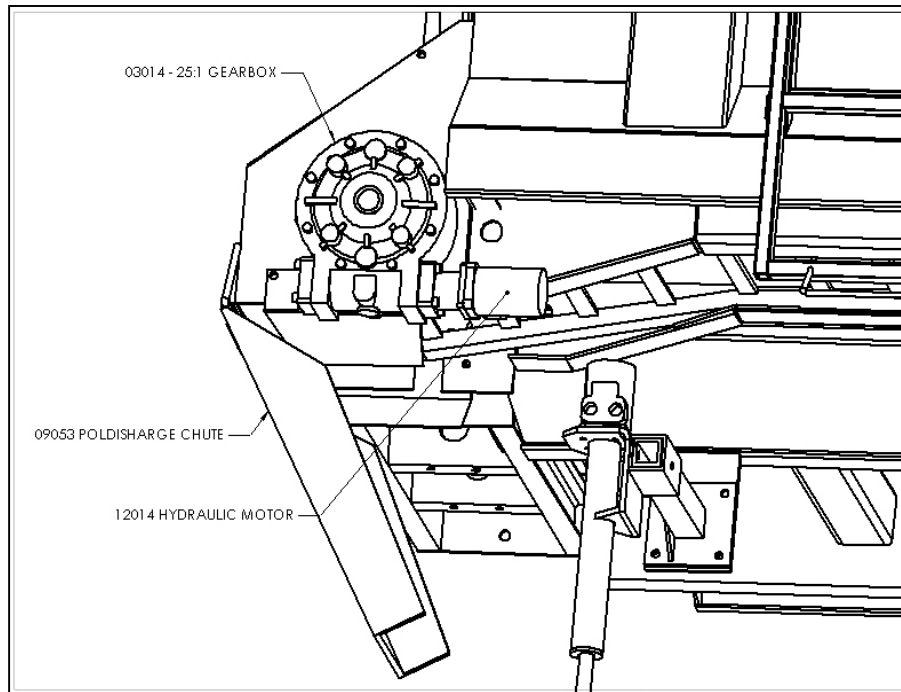 03014 - 25:1 GEARBOX
09053 POLDISHARGE CHUTE
12014 HYDRAULIC MOTOR